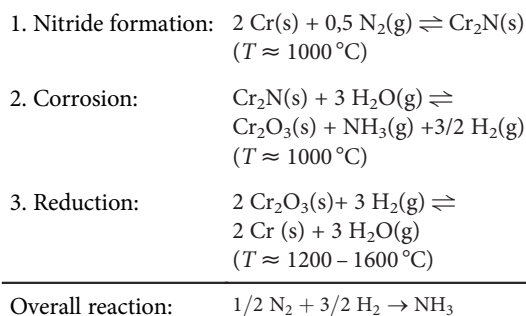 1. Nitride formation: 2 Cr(s) + 0,5 N₂(g) ⇌ Cr₂N(s)
(T ≈ 1000 °C)
2. Corrosion: Cr₂N(s) + 3 H₂O(g) ⇌
Cr₂O₃(s) + NH₃(g) +3/2 H₂(g)
(T ≈ 1000 °C)
3. Reduction: 2 Cr₂O₃(s)+ 3 H₂(g) ⇌
2 Cr (s) + 3 H₂O(g)
(T ≈ 1200 – 1600 °C)
Overall reaction: 1/2 N₂ + 3/2 H₂ → NH₃